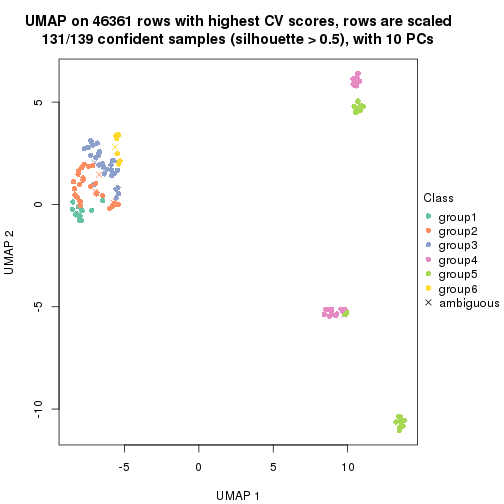 UMAP on 46361 rows with highest CV scores, rows are scaled
131/139 confident samples (silhouette > 0.5), with 10 PCs
5
0
-5
-10
UMAP 2
-5
0
5
10
UMAP 1
Class
group1
group2
group3
group4
group5
group6
ambiguous